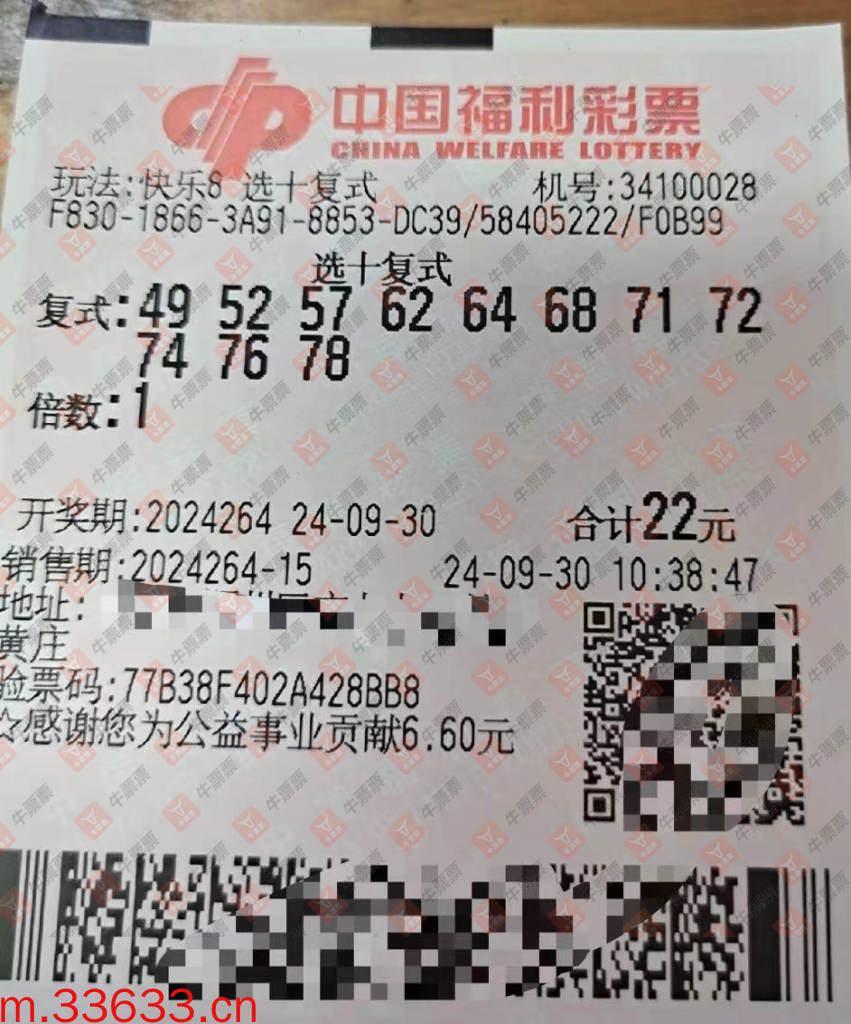 中国福利彩票
CHINA WELFARE LOTTERY
玩法:快乐8 选十复式 机号:34100028
F830-1866-3A91-8853-DC39/58405222/F0B99
选十复式
复式:49 52 57 62 64 68 71 72
74 76 78
倍数:1
开奖期:2024264 24-09-30 合计22元
销售期:2024264-15 24-09-30 10:38:47
地址:
黄庄
验票码:77B38F402A428BB8
☆感谢您为公益事业贡献6.60元
m.33633.cn
牛票票